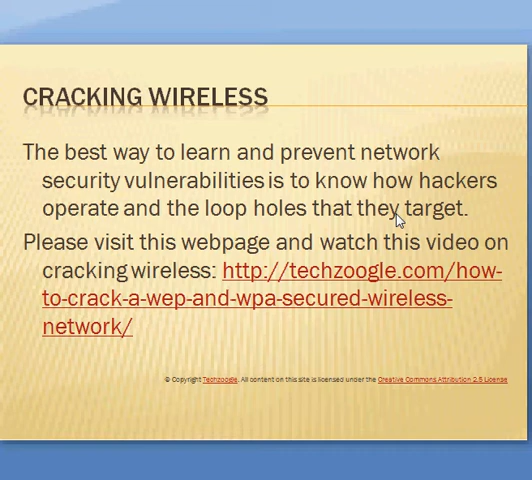 CRACKING WIRELESS
The best way to learn and prevent network
security vulnerabilities is to know how hackers
operate and the loop holes that they target.
Please visit this webpage and watch this video on
cracking wireless: http://techzoogle.com/how-
to-crack-a-wep-and-wpa-secured-wireless-
network/
© Copyright Techzoogle. All content on this site is licensed under the Creative Commons Attribution 2.5 License